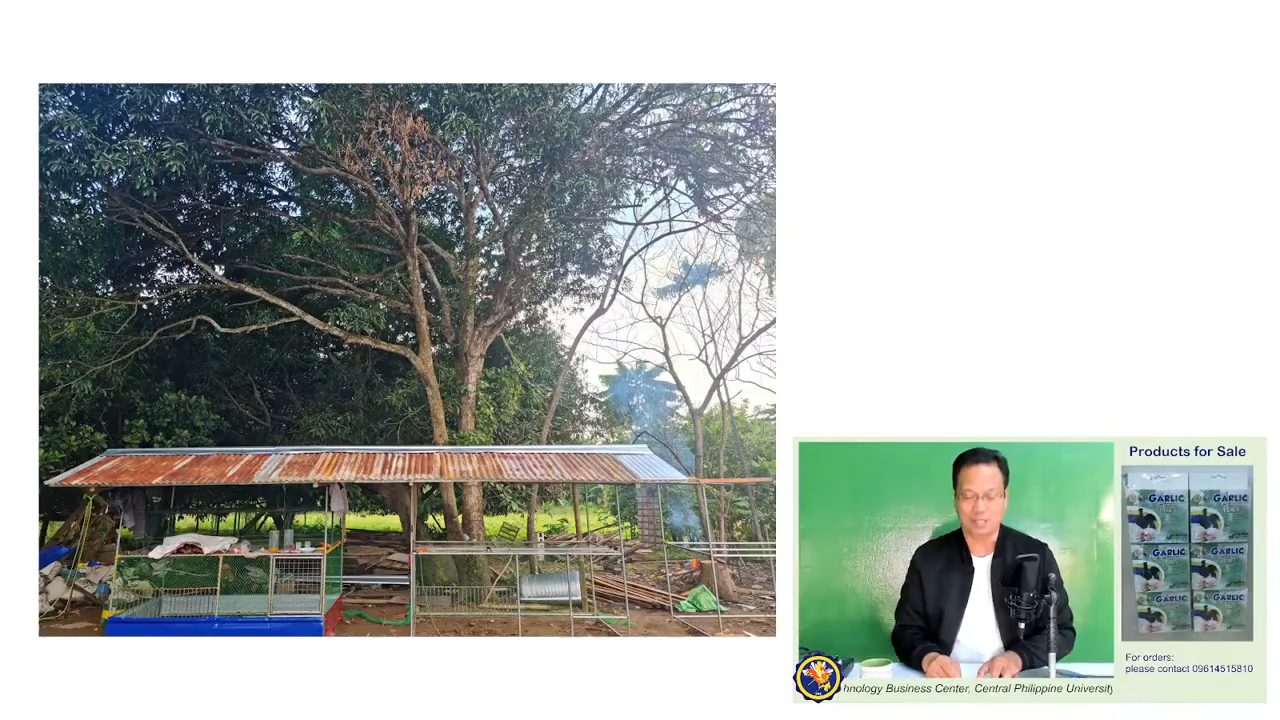 Products for Sale
GARLIC GARLIC
GARLIC GARLIC
GARLIC GARLIC
For orders:
please contact 09614515810
hnology Business Center, Central Philippine University